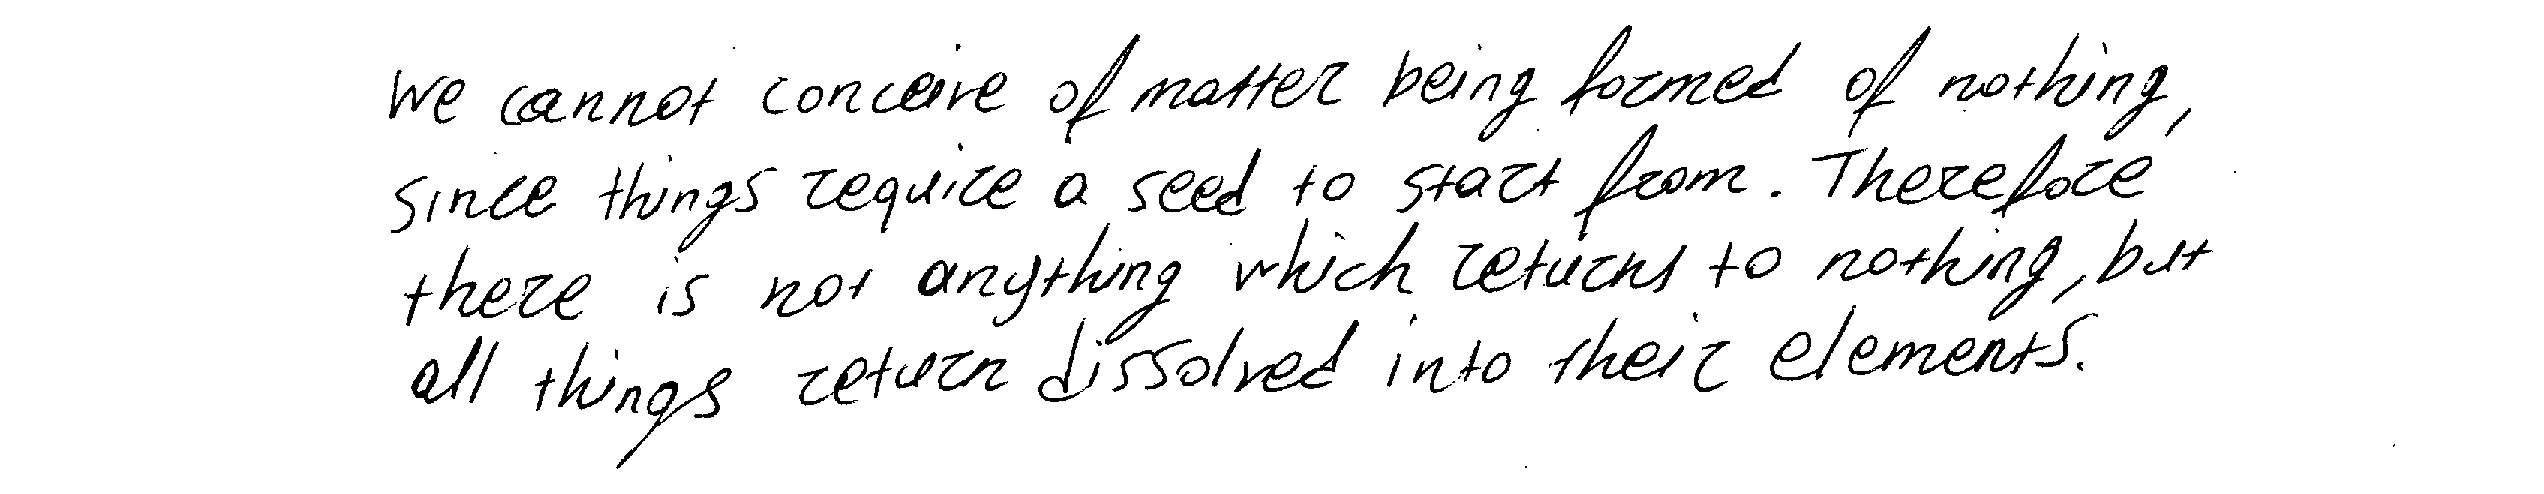 We cannot conceive of matter being formed of nothing,
since things require a seed to start from. Therefore
there is not anything which returns to nothing, but
all things return dissolved into their elements.